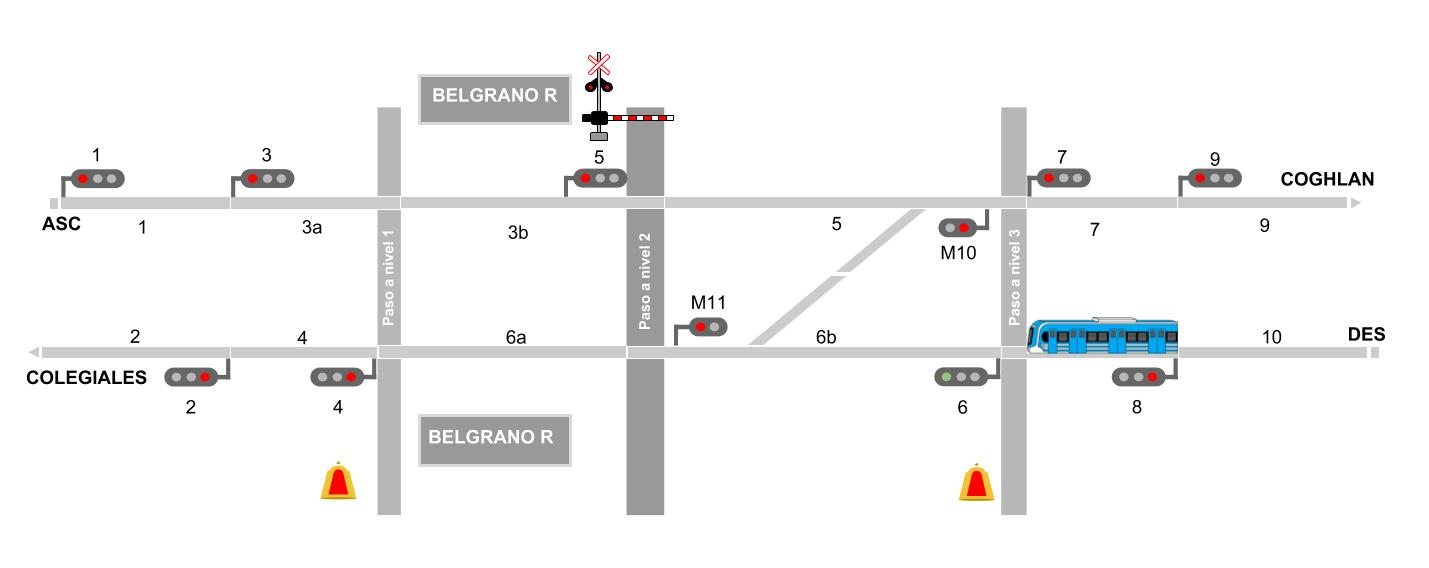 BELGRANO R
1
3
5
7
9
COGHLAN
ASC
1
3a
3b
5
7
9
M10
Paso a nivel 1
Paso a nivel 2
Paso a nivel 3
M11
2
4
6a
6b
10
DES
COLEGIALES
2
4
6
8
BELGRANO R